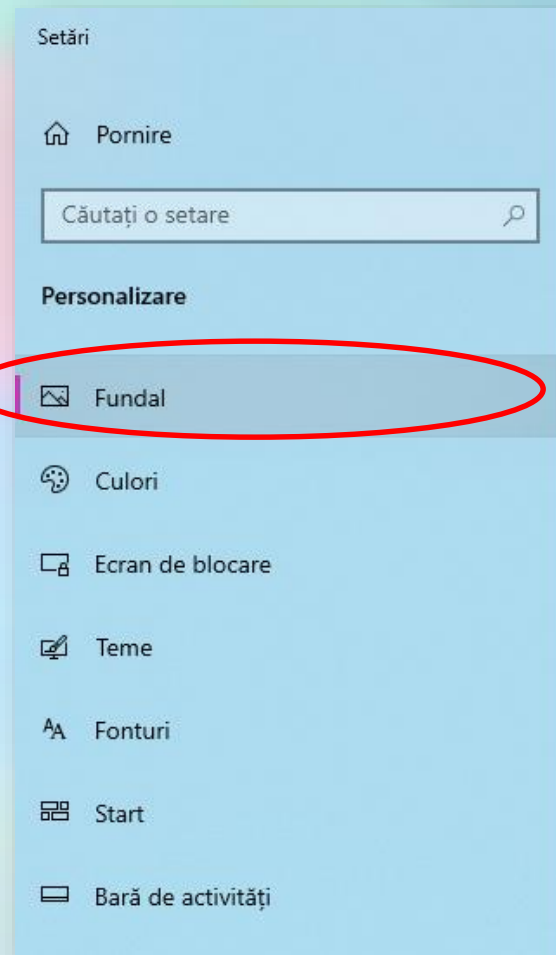 Setări
Pornire
Căutați o setare
Personalizare
Fundal
Culori
Ecran de blocare
Teme
Fonturi
Start
Bară de activități